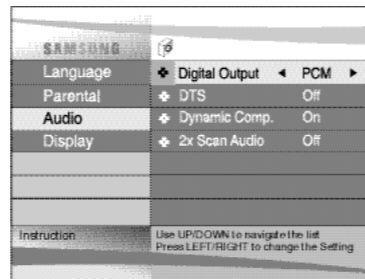 SAMSUNG
Language
Parental
Audio
Display
Digital Output ◄ PCM ►
DTS Off
Dynamic Comp. On
2x Scan Audio Off
Instruction
Use UP/DOWN to navigate the list
Press LEFT/RIGHT to change the Setting